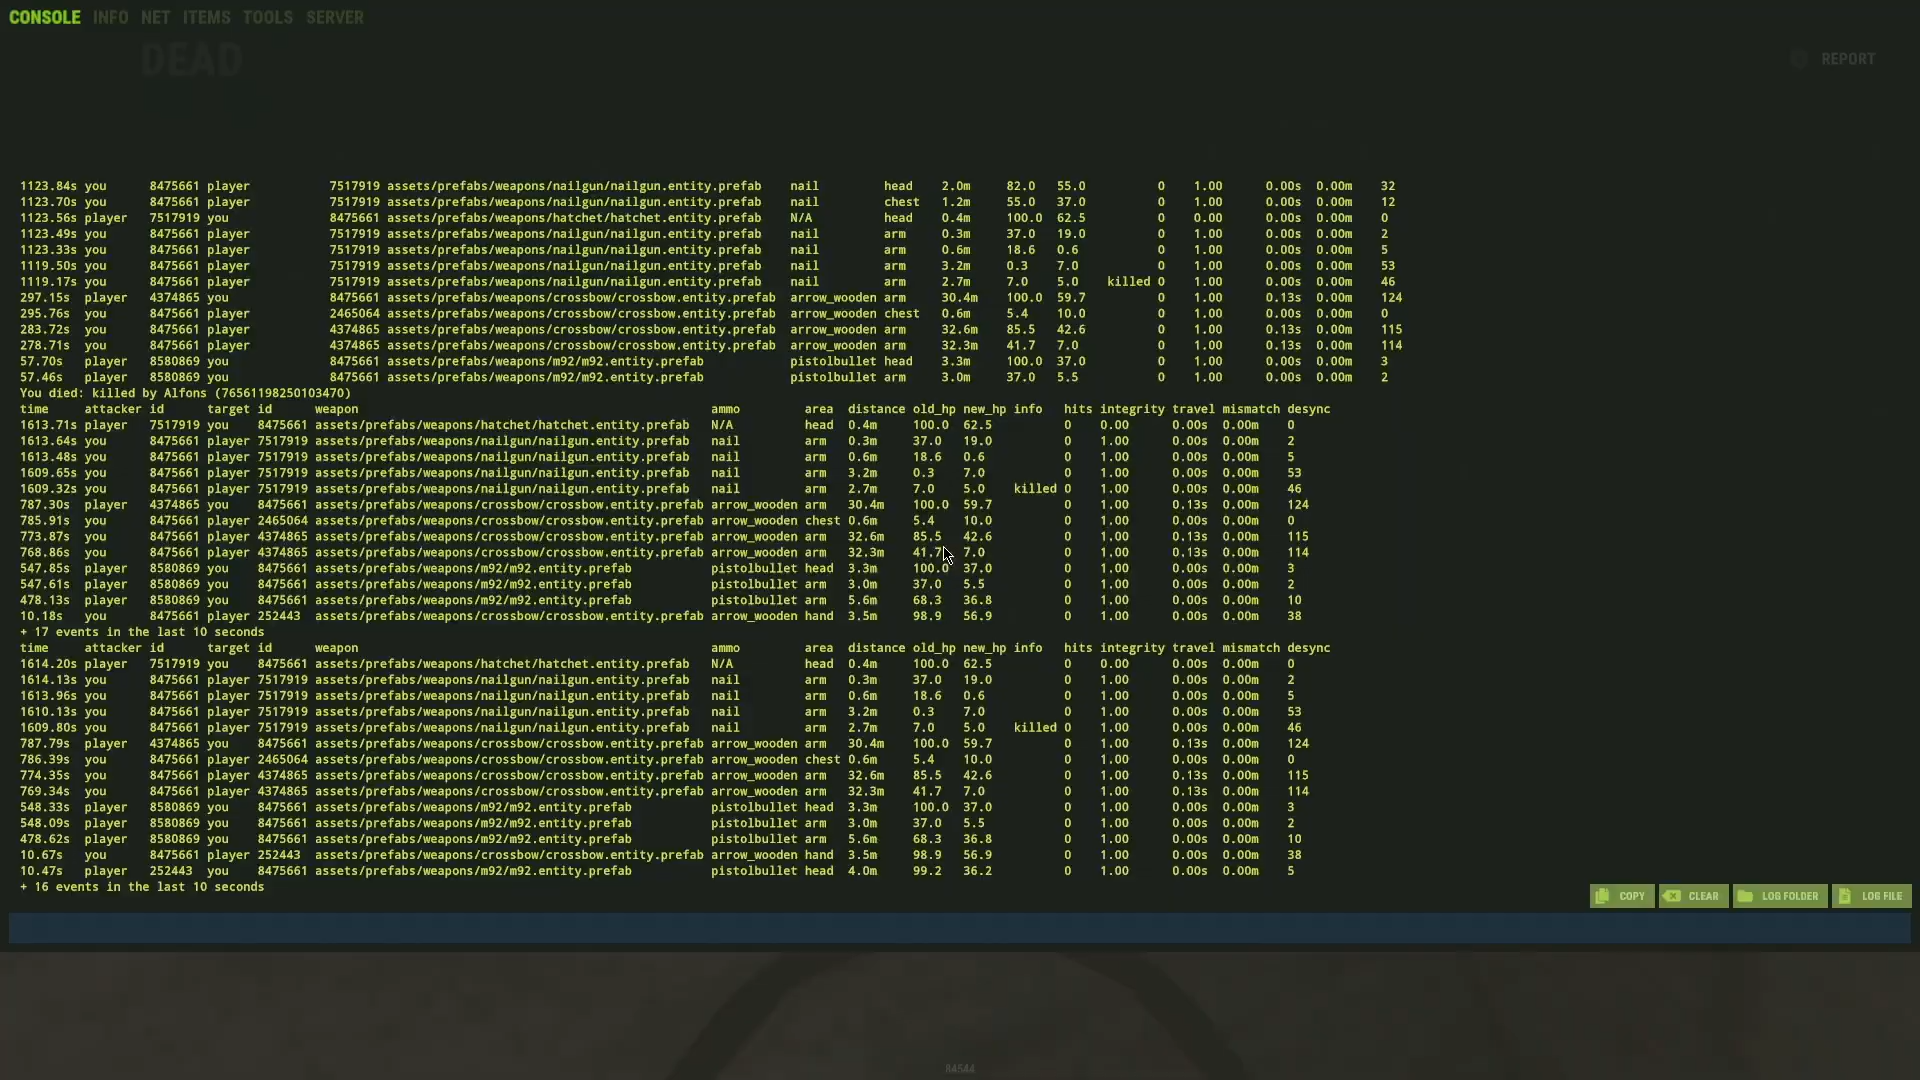 CONSOLE INFO NET ITEMS TOOLS SERVER
DEAD
REPORT
1123.84s you 8475661 player 7517919 assets/prefabs/weapons/nailgun/nailgun.entity.prefab nail head 2.0m 82.0 55.0 0 1.00 0.00s 0.00m 32
1123.70s you 8475661 player 7517919 assets/prefabs/weapons/nailgun/nailgun.entity.prefab nail chest 1.2m 55.0 37.0 0 1.00 0.00s 0.00m 12
1123.56s player 7517919 you 8475661 assets/prefabs/weapons/hatchet/hatchet.entity.prefab N/A head 0.4m 100.0 62.5 0 0.00 0.00s 0.00m 0
1123.49s you 8475661 player 7517919 assets/prefabs/weapons/nailgun/nailgun.entity.prefab nail arm 0.3m 37.0 19.0 0 1.00 0.00s 0.00m 2
1123.33s you 8475661 player 7517919 assets/prefabs/weapons/nailgun/nailgun.entity.prefab nail arm 0.6m 18.6 0.6 0 1.00 0.00s 0.00m 5
1119.50s you 8475661 player 7517919 assets/prefabs/weapons/nailgun/nailgun.entity.prefab nail arm 3.2m 0.3 7.0 0 1.00 0.00s 0.00m 53
1119.17s you 8475661 player 7517919 assets/prefabs/weapons/nailgun/nailgun.entity.prefab nail arm 2.7m 7.0 5.0 killed 0 1.00 0.00s 0.00m 46
297.15s player 4374865 you 8475661 assets/prefabs/weapons/crossbow/crossbow.entity.prefab arrow_wooden arm 30.4m 100.0 59.7 0 1.00 0.13s 0.00m 124
295.76s you 8475661 player 2465064 assets/prefabs/weapons/crossbow/crossbow.entity.prefab arrow_wooden chest 0.6m 5.4 10.0 0 1.00 0.00s 0.00m 0
283.72s you 8475661 player 4374865 assets/prefabs/weapons/crossbow/crossbow.entity.prefab arrow_wooden arm 32.6m 85.5 42.6 0 1.00 0.13s 0.00m 115
278.71s you 8475661 player 4374865 assets/prefabs/weapons/crossbow/crossbow.entity.prefab arrow_wooden arm 32.3m 41.7 7.0 0 1.00 0.13s 0.00m 114
57.70s player 8580869 you 8475661 assets/prefabs/weapons/m92/m92.entity.prefab pistolbullet head 3.3m 100.0 37.0 0 1.00 0.00s 0.00m 3
57.46s player 8580869 you 8475661 assets/prefabs/weapons/m92/m92.entity.prefab pistolbullet arm 3.0m 37.0 5.5 0 1.00 0.00s 0.00m 2
You died: killed by Alfons (76561198250103470)
time attacker id target id weapon ammo area distance old_hp new_hp info hits integrity travel mismatch desync
1613.71s player 7517919 you 8475661 assets/prefabs/weapons/hatchet/hatchet.entity.prefab N/A head 0.4m 100.0 62.5 0 0.00 0.00s 0.00m 0
1613.64s you 8475661 player 7517919 assets/prefabs/weapons/nailgun/nailgun.entity.prefab nail arm 0.3m 37.0 19.0 0 1.00 0.00s 0.00m 2
1613.48s you 8475661 player 7517919 assets/prefabs/weapons/nailgun/nailgun.entity.prefab nail arm 0.6m 18.6 0.6 0 1.00 0.00s 0.00m 5
1609.65s you 8475661 player 7517919 assets/prefabs/weapons/nailgun/nailgun.entity.prefab nail arm 3.2m 0.3 7.0 0 1.00 0.00s 0.00m 53
1609.32s you 8475661 player 7517919 assets/prefabs/weapons/nailgun/nailgun.entity.prefab nail arm 2.7m 7.0 5.0 killed 0 1.00 0.00s 0.00m 46
787.30s player 4374865 you 8475661 assets/prefabs/weapons/crossbow/crossbow.entity.prefab arrow_wooden arm 30.4m 100.0 59.7 0 1.00 0.13s 0.00m 124
785.91s you 8475661 player 2465064 assets/prefabs/weapons/crossbow/crossbow.entity.prefab arrow_wooden chest 0.6m 5.4 10.0 0 1.00 0.00s 0.00m 0
773.87s you 8475661 player 4374865 assets/prefabs/weapons/crossbow/crossbow.entity.prefab arrow_wooden arm 32.6m 85.5 42.6 0 1.00 0.13s 0.00m 115
768.86s you 8475661 player 4374865 assets/prefabs/weapons/crossbow/crossbow.entity.prefab arrow_wooden arm 32.3m 41.7 7.0 0 1.00 0.13s 0.00m 114
547.85s player 8580869 you 8475661 assets/prefabs/weapons/m92/m92.entity.prefab pistolbullet head 3.3m 100.0 37.0 0 1.00 0.00s 0.00m 3
547.61s player 8580869 you 8475661 assets/prefabs/weapons/m92/m92.entity.prefab pistolbullet arm 3.0m 37.0 5.5 0 1.00 0.00s 0.00m 2
478.13s player 8580869 you 8475661 assets/prefabs/weapons/m92/m92.entity.prefab pistolbullet arm 5.6m 68.3 36.8 0 1.00 0.00s 0.00m 10
10.18s you 8475661 player 252443 assets/prefabs/weapons/crossbow/crossbow.entity.prefab arrow_wooden hand 3.5m 98.9 56.9 0 1.00 0.00s 0.00m 38
+ 17 events in the last 10 seconds
time attacker id target id weapon ammo area distance old_hp new_hp info hits integrity travel mismatch desync
1614.20s player 7517919 you 8475661 assets/prefabs/weapons/hatchet/hatchet.entity.prefab N/A head 0.4m 100.0 62.5 0 0.00 0.00s 0.00m 0
1614.13s you 8475661 player 7517919 assets/prefabs/weapons/nailgun/nailgun.entity.prefab nail arm 0.3m 37.0 19.0 0 1.00 0.00s 0.00m 2
1613.96s you 8475661 player 7517919 assets/prefabs/weapons/nailgun/nailgun.entity.prefab nail arm 0.6m 18.6 0.6 0 1.00 0.00s 0.00m 5
1610.13s you 8475661 player 7517919 assets/prefabs/weapons/nailgun/nailgun.entity.prefab nail arm 3.2m 0.3 7.0 0 1.00 0.00s 0.00m 53
1609.80s you 8475661 player 7517919 assets/prefabs/weapons/nailgun/nailgun.entity.prefab nail arm 2.7m 7.0 5.0 killed 0 1.00 0.00s 0.00m 46
787.79s player 4374865 you 8475661 assets/prefabs/weapons/crossbow/crossbow.entity.prefab arrow_wooden arm 30.4m 100.0 59.7 0 1.00 0.13s 0.00m 124
786.39s you 8475661 player 2465064 assets/prefabs/weapons/crossbow/crossbow.entity.prefab arrow_wooden chest 0.6m 5.4 10.0 0 1.00 0.00s 0.00m 0
774.35s you 8475661 player 4374865 assets/prefabs/weapons/crossbow/crossbow.entity.prefab arrow_wooden arm 32.6m 85.5 42.6 0 1.00 0.13s 0.00m 115
769.34s you 8475661 player 4374865 assets/prefabs/weapons/crossbow/crossbow.entity.prefab arrow_wooden arm 32.3m 41.7 7.0 0 1.00 0.13s 0.00m 114
548.33s player 8580869 you 8475661 assets/prefabs/weapons/m92/m92.entity.prefab pistolbullet head 3.3m 100.0 37.0 0 1.00 0.00s 0.00m 3
548.09s player 8580869 you 8475661 assets/prefabs/weapons/m92/m92.entity.prefab pistolbullet arm 3.0m 37.0 5.5 0 1.00 0.00s 0.00m 2
478.62s player 8580869 you 8475661 assets/prefabs/weapons/m92/m92.entity.prefab pistolbullet arm 5.6m 68.3 36.8 0 1.00 0.00s 0.00m 10
10.67s you 8475661 player 252443 assets/prefabs/weapons/crossbow/crossbow.entity.prefab arrow_wooden hand 3.5m 98.9 56.9 0 1.00 0.00s 0.00m 38
10.47s player 252443 you 8475661 assets/prefabs/weapons/m92/m92.entity.prefab pistolbullet head 4.0m 99.2 36.2 0 1.00 0.00s 0.00m 5
+ 16 events in the last 10 seconds
COPY CLEAR LOG FOLDER LOG FILE
84544